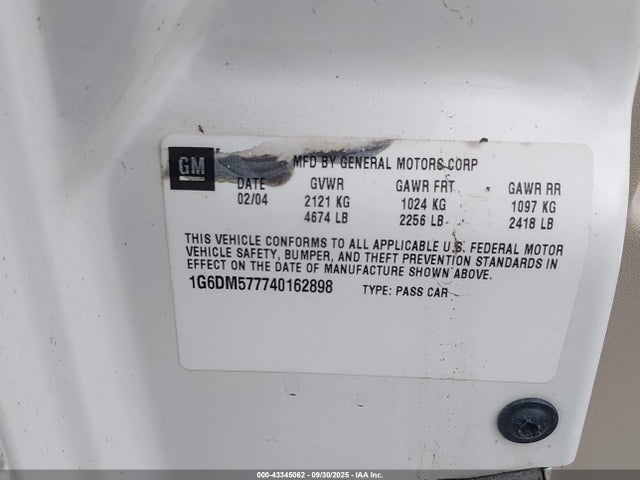 GM
MFD BY GENERAL MOTORS CORP
DATE GVWR GAWR FRT GAWR RR
02/04 2121 KG 1024 KG 1097 KG
4674 LB 2256 LB 2418 LB
THIS VEHICLE CONFORMS TO ALL APPLICABLE U.S. FEDERAL MOTOR
VEHICLE SAFETY, BUMPER, AND THEFT PREVENTION STANDARDS IN
EFFECT ON THE DATE OF MANUFACTURE SHOWN ABOVE.
1G6DM577740162898 TYPE: PASS CAR
000-43345062 - 09/30/2025 - IAAI Copart